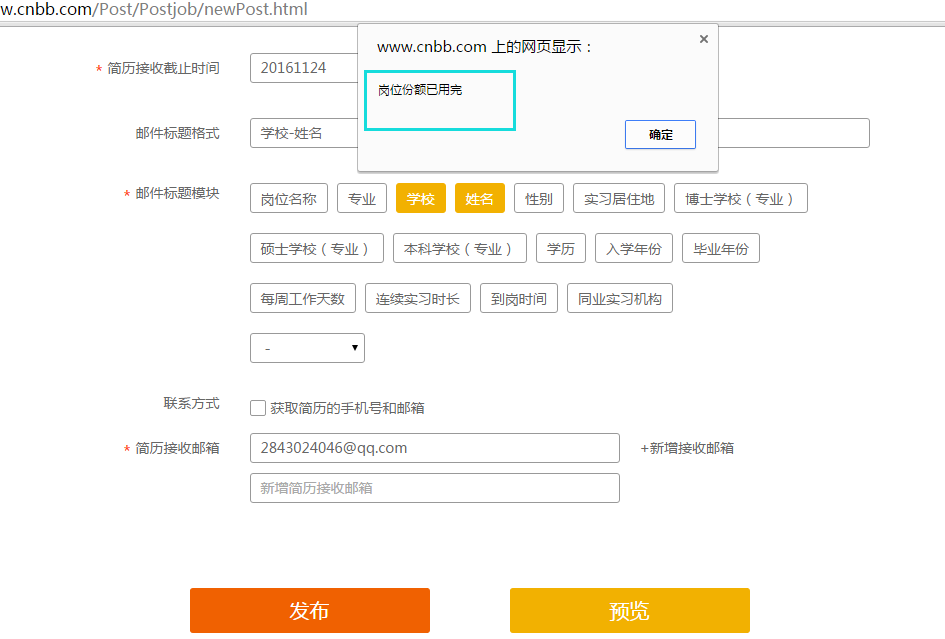 w.cnbb.com/Post/Postjob/newPost.html
www.cnbb.com 上的网页显示：
×
岗位份额已用完
确定
* 简历接收截止时间
20161124
邮件标题格式
学校-姓名
* 邮件标题模块
岗位名称 专业 学校 姓名 性别 实习居住地 博士学校（专业）
硕士学校（专业） 本科学校（专业） 学历 入学年份 毕业年份
每周工作天数 连续实习时长 到岗时间 同业实习机构
-
联系方式
获取简历的手机号和邮箱
* 简历接收邮箱
2843024046@qq.com
+新增接收邮箱
新增简历接收邮箱
发布 预览